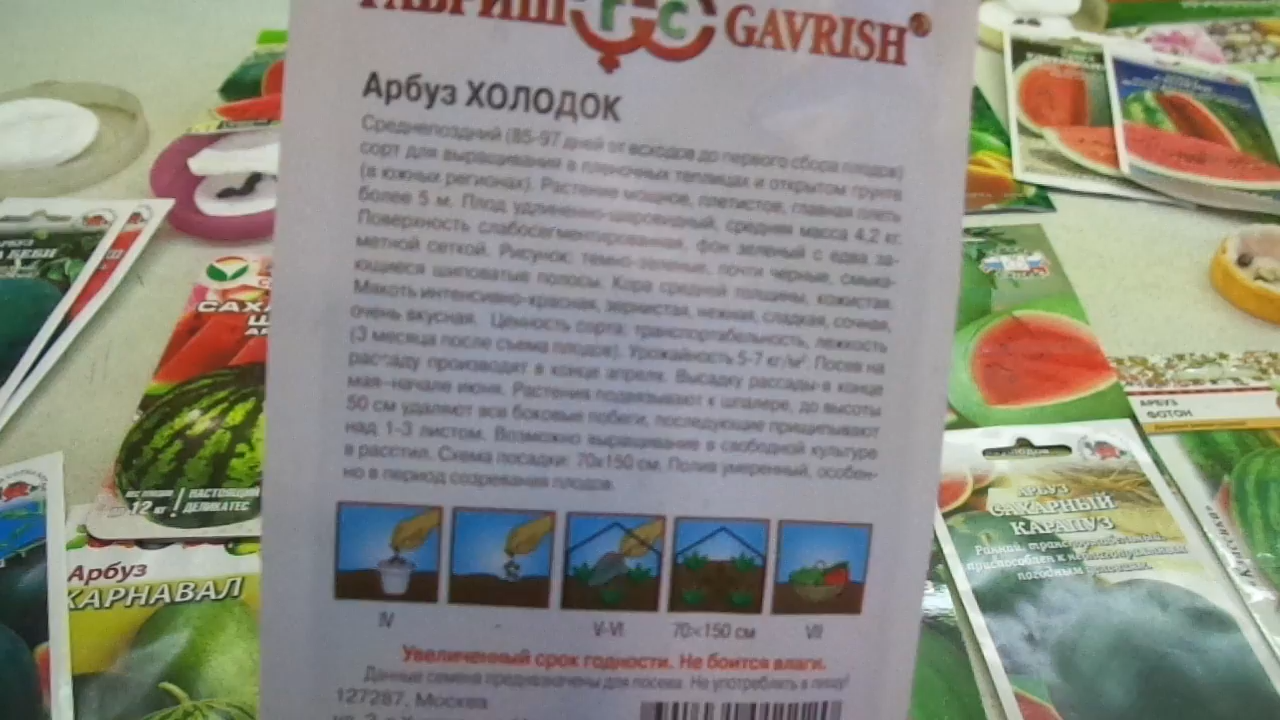 ГАВРИШ ГС GAVRISH®
Арбуз ХОЛОДОК
Среднепоздний (85-97 дней от всходов до первого сбора плодов)
сорт для выращивания в пленочных теплицах и открытом грунте
(в южных регионах). Растение мощное, плетистое, главная плеть
более 5 м. Плод удлиненно-шаровидный, средняя масса 4,2 кг.
Поверхность слабосегментированная, фон зеленый с едва за-
метной сеткой. Рисунок: темно-зеленые, почти черные, смыка-
ющиеся шиповатые полосы. Кора средней толщины, кожистая.
Мякоть интенсивно-красная, зернистая, нежная, сладкая, сочная,
очень вкусная. Ценность сорта: транспортабельность, лежкость
(3 месяца после съема плодов). Урожайность 5-7 кг/м². Посев на
рассаду производят в конце апреля. Высадку рассады-в конце
мая-начале июня. Растения подвязывают к шпалере, до высоты
50 см удаляют все боковые побеги, последующие прищипывают
над 1-3 листом. Возможно выращивание в свободной культуре
в расстил. Схема посадки: 70х150 см. Полив умеренный, особен-
но в период созревания плодов.
IV - V-VI 70×150 см VII
Увеличенный срок годности. Не боится влаги.
Данные семена предназначены для посева. Не употреблять в пищу!
127287, Москва
Арбуз
КАРНАВАЛ
САХ
до 12 кг
НАСТОЯЩИЙ
ДЕЛИКАТЕС
АРБУЗ
ФОТОН
АРБУЗ
САХАРНЫЙ
КАРАПУЗ
Ранний, транспортабельный,
приспособлен к неблагоприятным
погодным условиям.